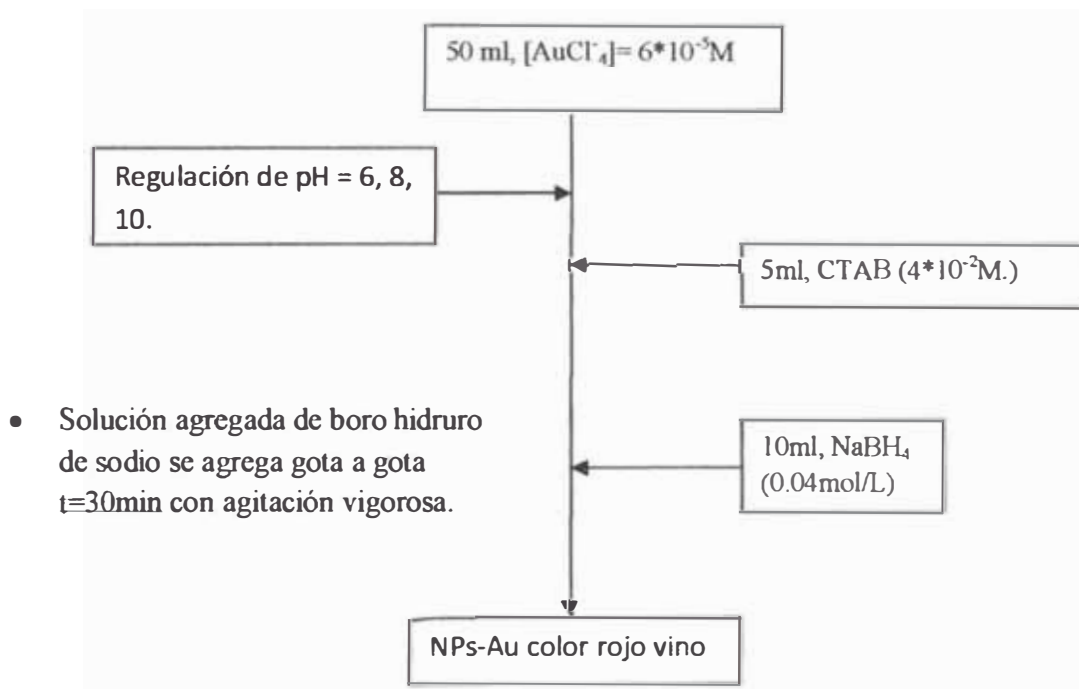 50 ml, [AuCl⁻₄]= 6*10⁻⁵M
Regulación de pH = 6, 8,
10.
5ml, CTAB (4*10⁻²M.)
• Solución agregada de boro hidruro
de sodio se agrega gota a gota
t=30min con agitación vigorosa.
10ml, NaBH₄
(0.04mol/L)
NPs-Au color rojo vino